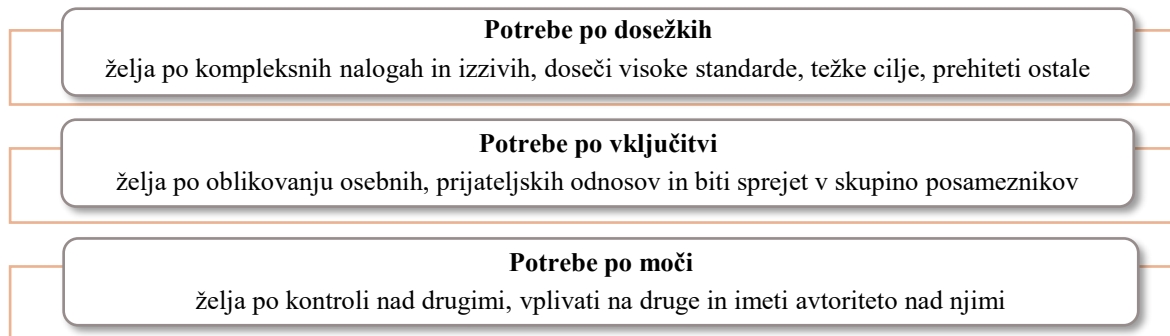 Potrebe po dosežkih
želja po kompleksnih nalogah in izzivih, doseči visoke standarde, težke cilje, prehiteti ostale
Potrebe po vključitvi
želja po oblikovanju osebnih, prijateljskih odnosov in biti sprejet v skupino posameznikov
Potrebe po moči
želja po kontroli nad drugimi, vplivati na druge in imeti avtoriteto nad njimi